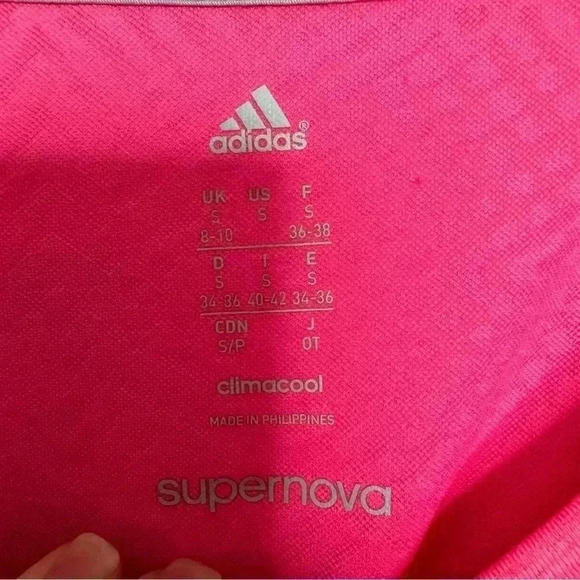 adidas®
UK US F
S S S
8-10 36-38
D I E
S S S
34-36 40-42 34-36
CDN J
S/P OT
climacool
MADE IN PHILIPPINES
supernova